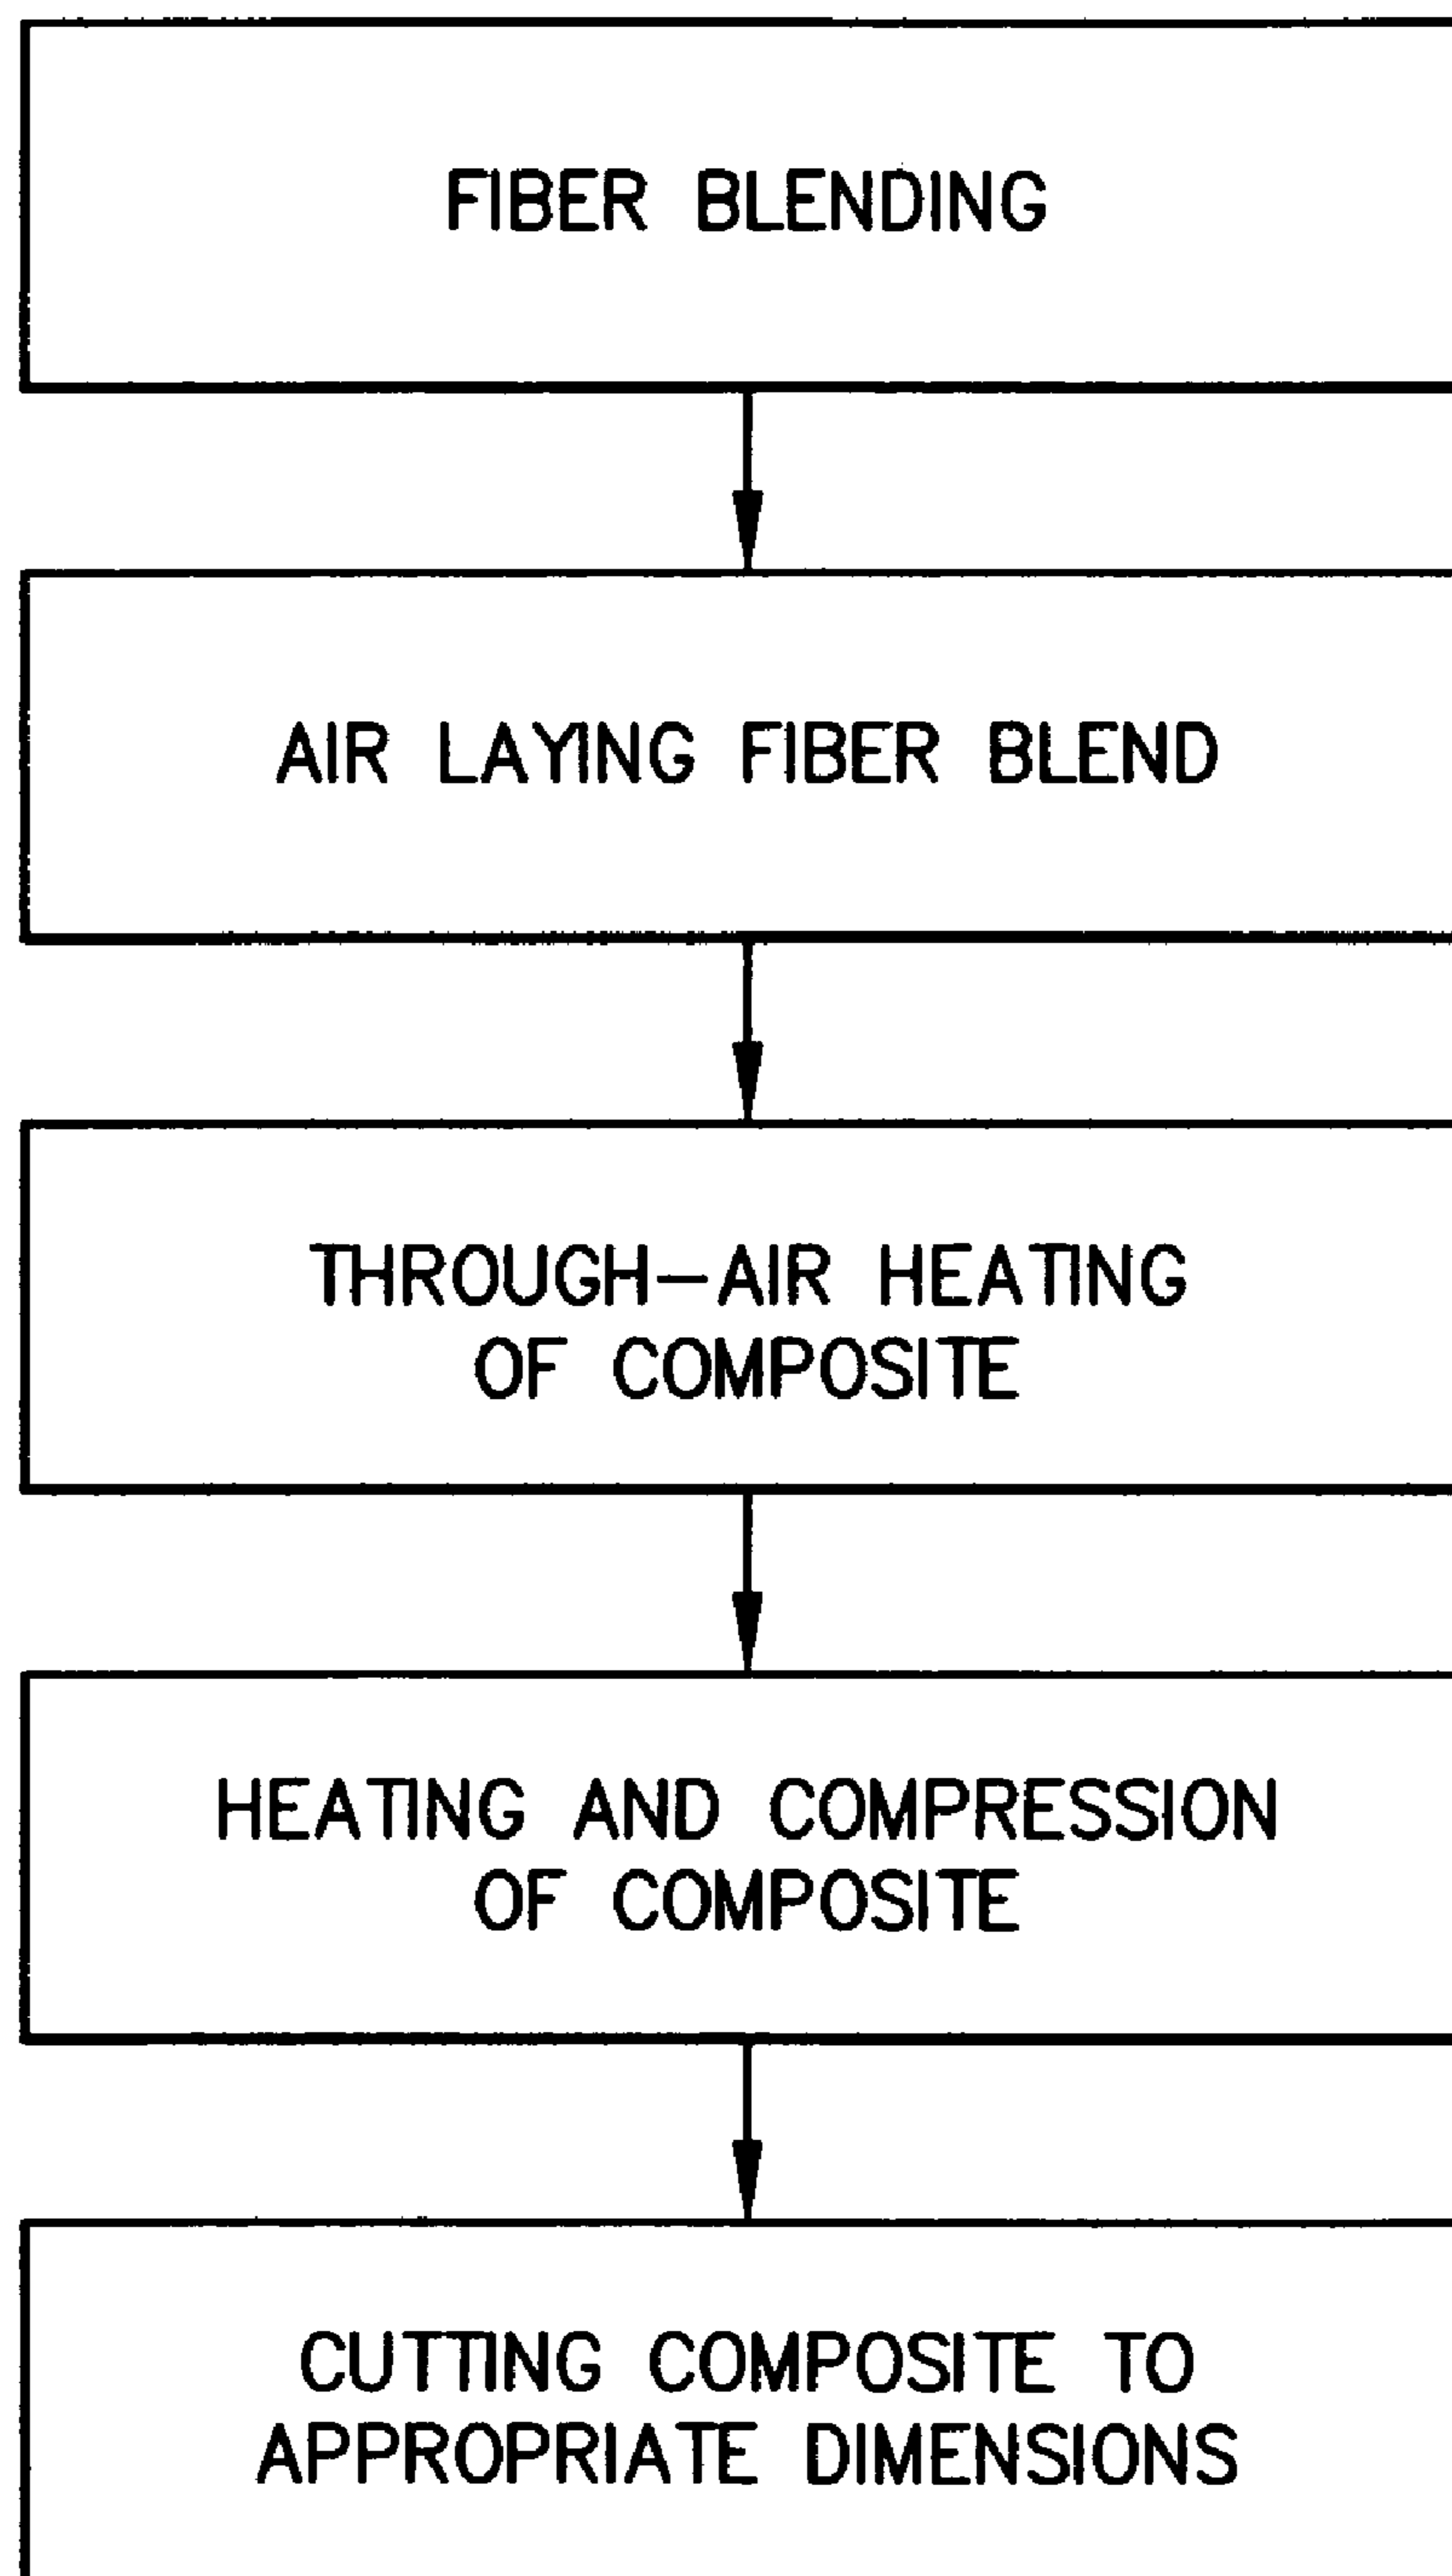 FIBER BLENDING
AIR LAYING FIBER BLEND
THROUGH-AIR HEATING
OF COMPOSITE
HEATING AND COMPRESSION
OF COMPOSITE
CUTTING COMPOSITE TO
APPROPRIATE DIMENSIONS